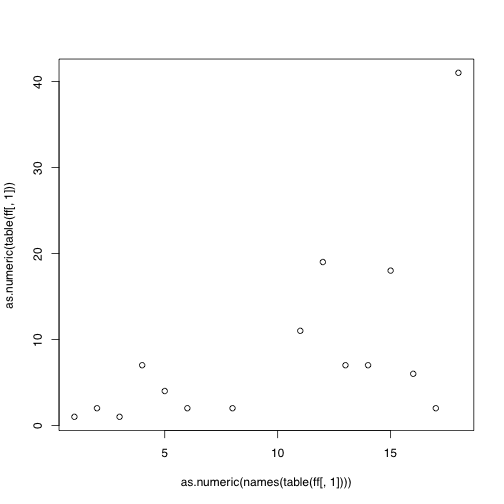 40
30
20
10
0
as.numeric(table(ff[, 1]))
5 10 15
as.numeric(names(table(ff[, 1])))